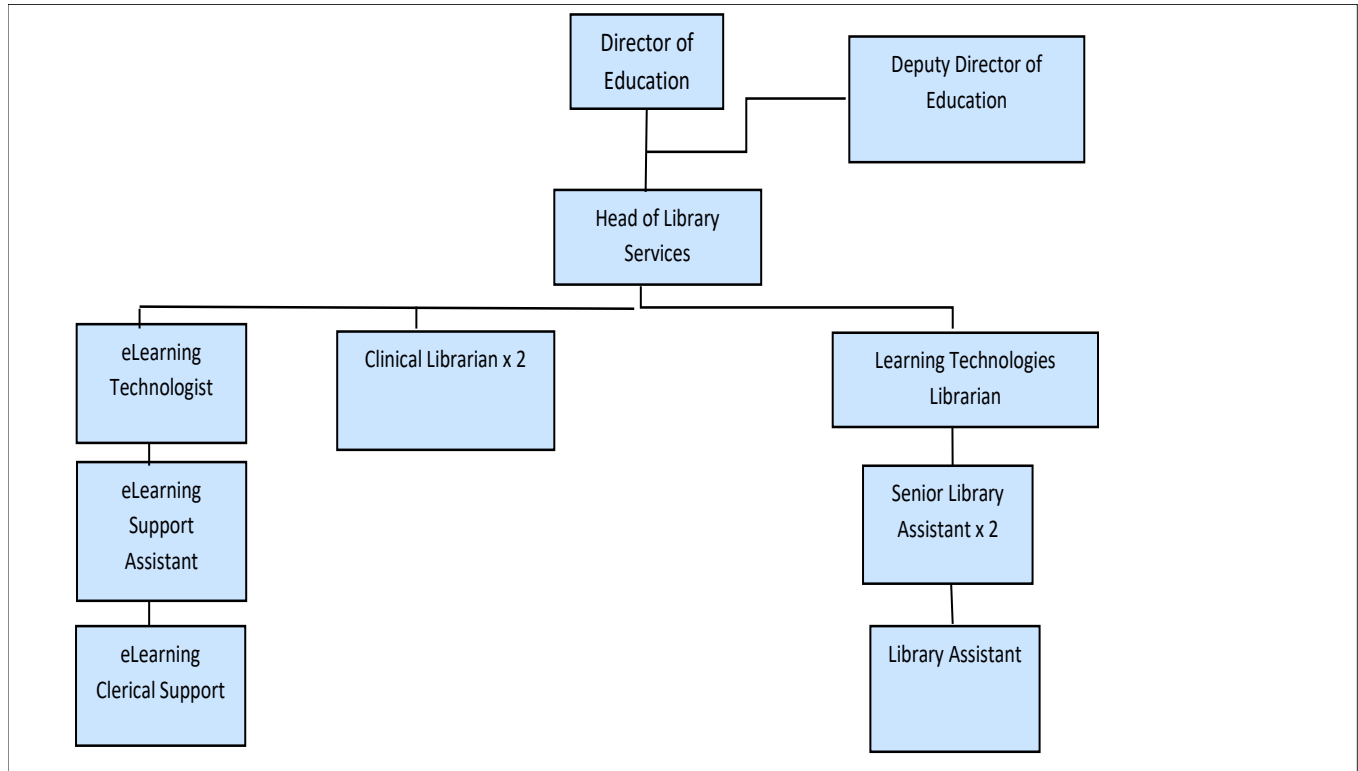 Director of
Education
Deputy Director of
Education
Head of Library
Services
eLearning
Technologist
Clinical Librarian x 2
Learning Technologies
Librarian
eLearning
Support
Assistant
Senior Library
Assistant x 2
eLearning
Clerical Support
Library Assistant